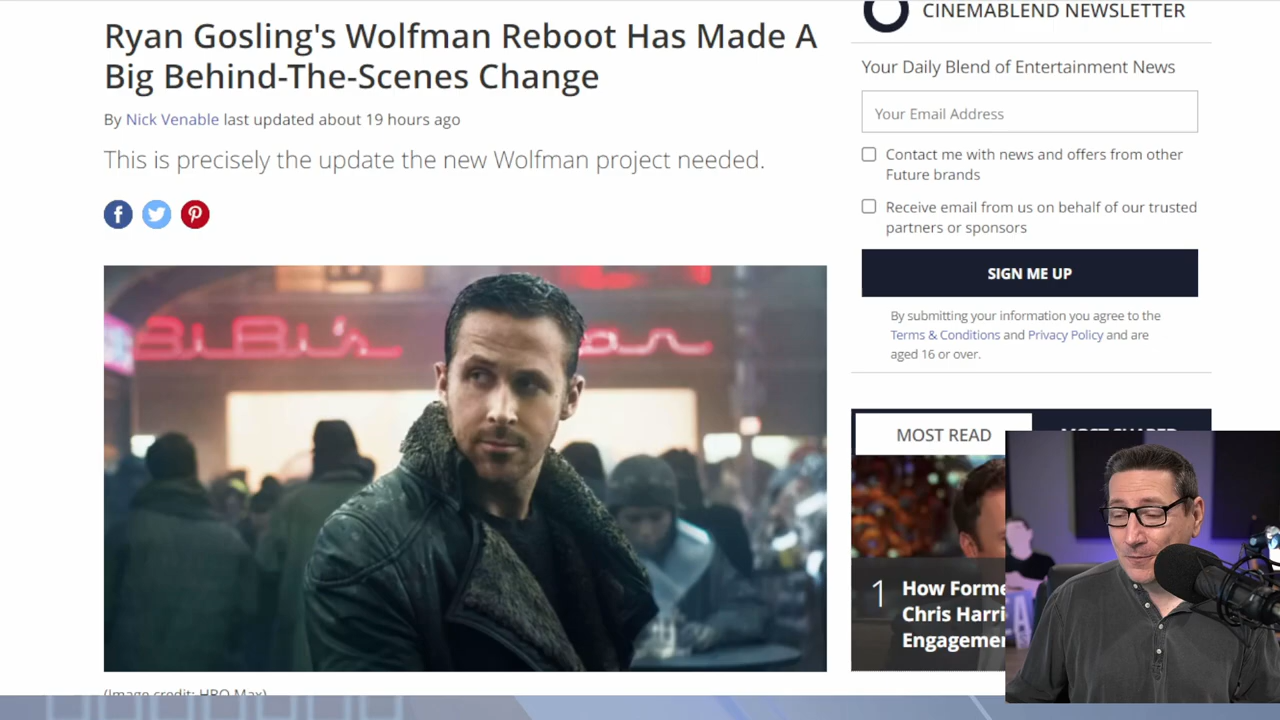 Ryan Gosling's Wolfman Reboot Has Made A
Big Behind-The-Scenes Change
By Nick Venable last updated about 19 hours ago
This is precisely the update the new Wolfman project needed.
(Image credit: HBO Max)
CINEMABLEND NEWSLETTER
Your Daily Blend of Entertainment News
Your Email Address
Contact me with news and offers from other
Future brands
Receive email from us on behalf of our trusted
partners or sponsors
SIGN ME UP
By submitting your information you agree to the
Terms & Conditions and Privacy Policy and are
aged 16 or over.
MOST READ
MOST SHARED
1
How Forme
Chris Harri
Engagemen
BiBi's